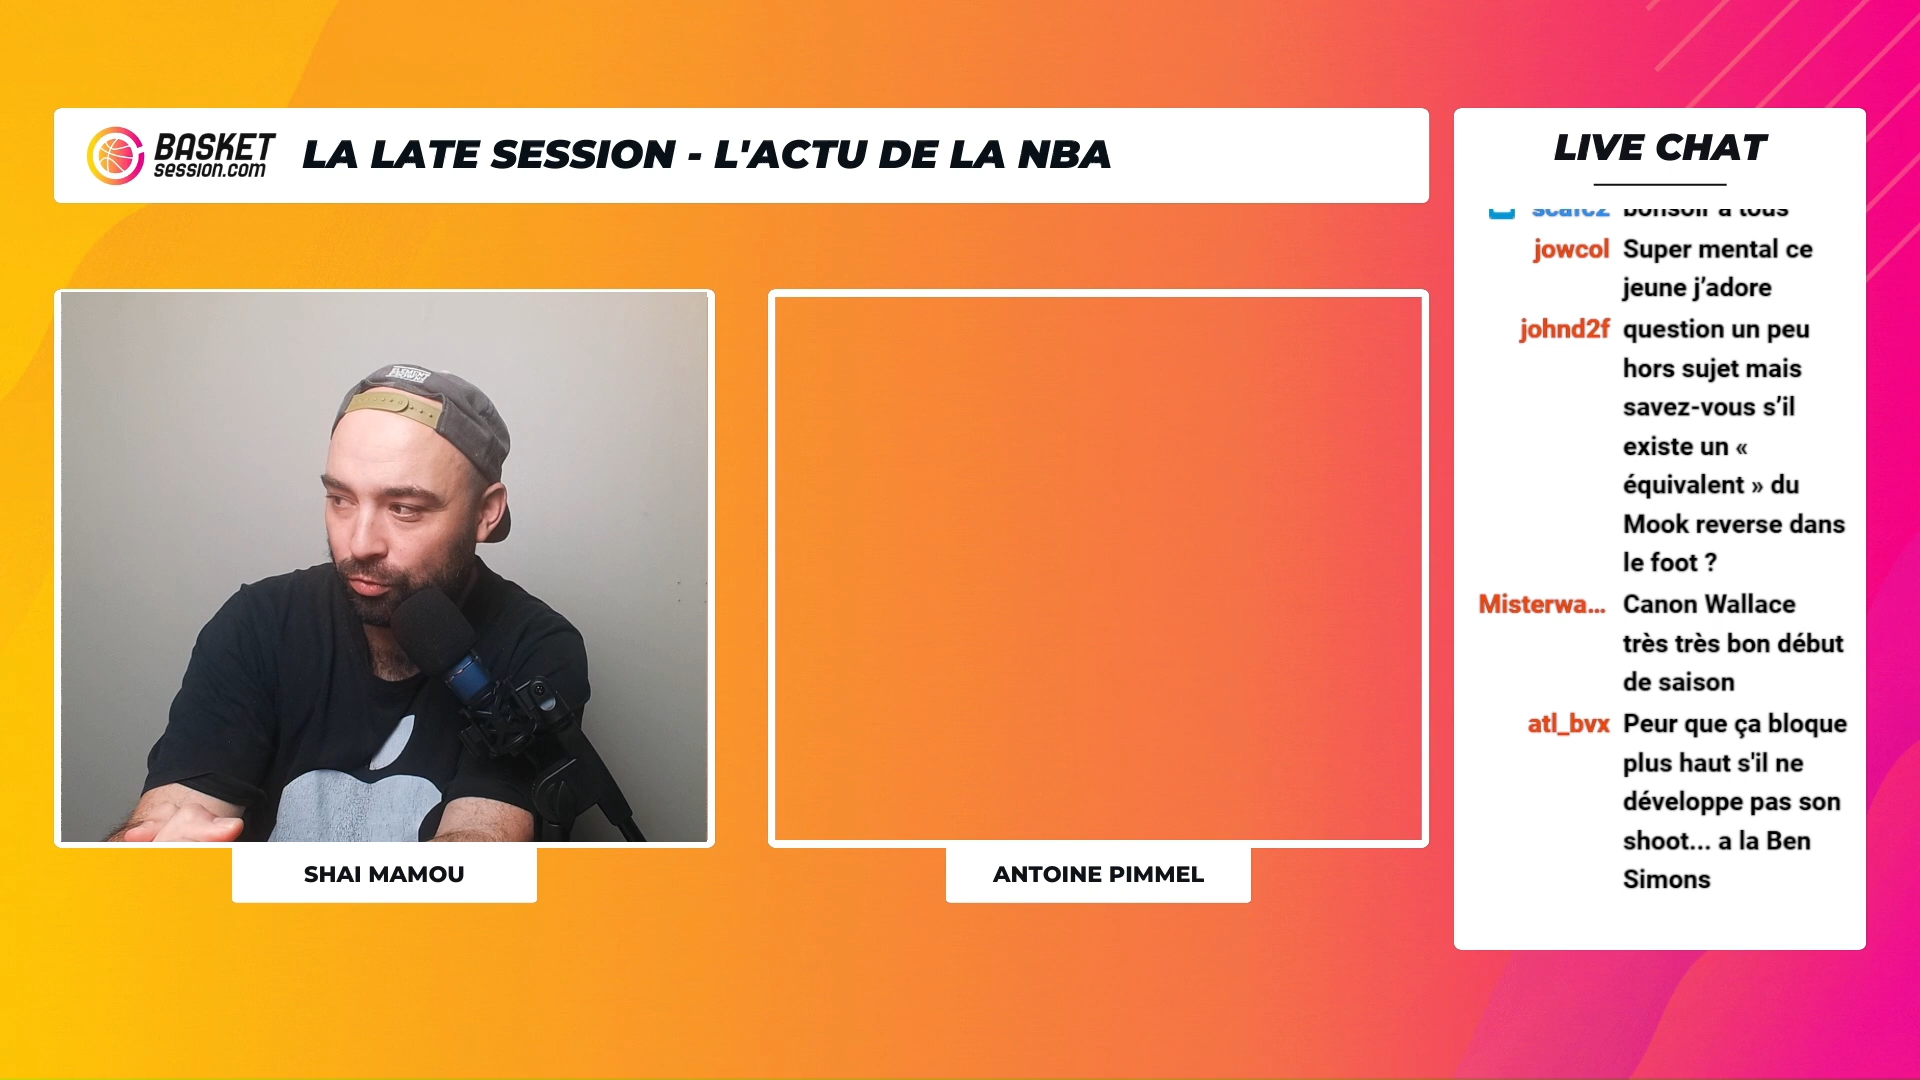 BASKET
session.com
LA LATE SESSION - L'ACTU DE LA NBA
SHAI MAMOU
ANTOINE PIMMEL
LIVE CHAT
bonsoir a tous
jowcol Super mental ce
jeune j’adore
johnd2f question un peu
hors sujet mais
savez-vous s’il
existe un «
équivalent » du
Mook reverse dans
le foot ?
Misterwa... Canon Wallace
très très bon début
de saison
atl_bvx Peur que ça bloque
plus haut s'il ne
développe pas son
shoot... a la Ben
Simons